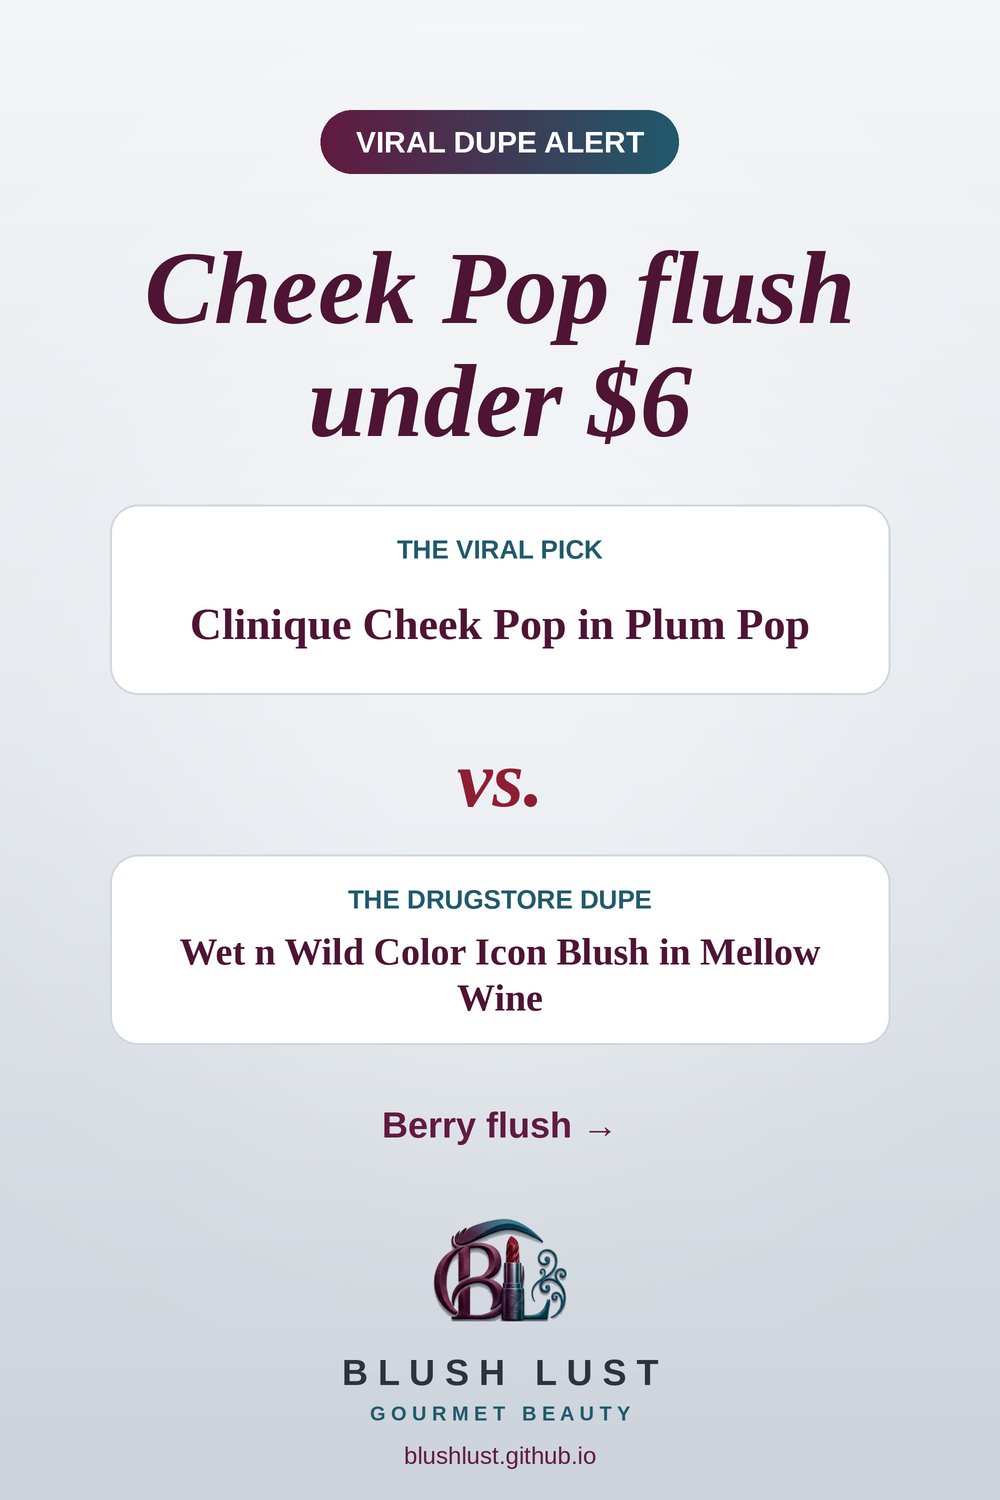 VIRAL DUPE ALERT
Cheek Pop flush
under $6
THE VIRAL PICK
Clinique Cheek Pop in Plum Pop
vs.
THE DRUGSTORE DUPE
Wet n Wild Color Icon Blush in Mellow
Wine
Berry flush →
BL
BLUSH LUST
GOURMET BEAUTY
blushlust.github.io